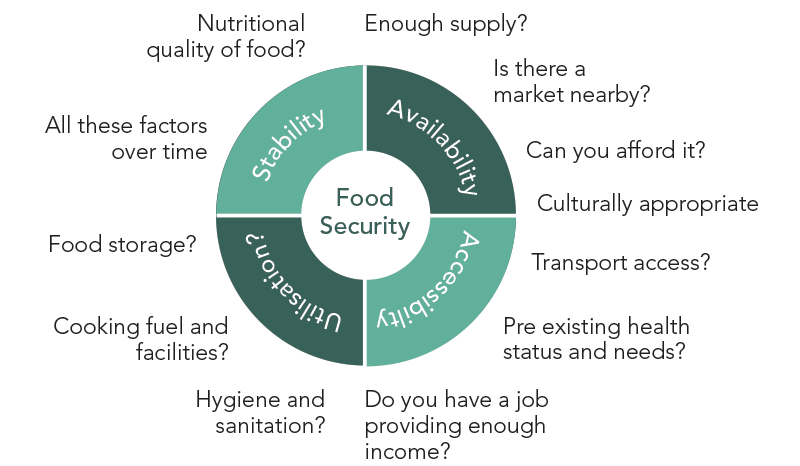 Nutritional
quality of food?
Enough supply?
Is there a
market nearby?
All these factors
over time
Stability
Availability
Can you afford it?
Food
Security
Culturally appropriate
Food storage?
Utilisation?
Accessibilty
Transport access?
Cooking fuel and
facilities?
Pre existing health
status and needs?
Hygiene and
sanitation?
Do you have a job
providing enough
income?